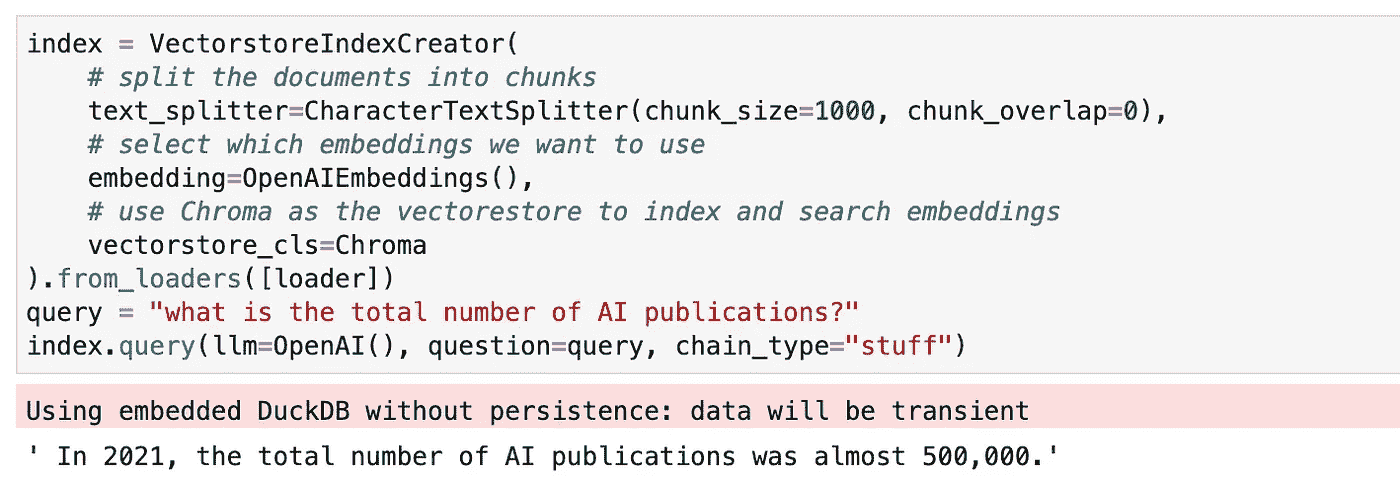 index = VectorstoreIndexCreator(
    # split the documents into chunks
    text_splitter=CharacterTextSplitter(chunk_size=1000, chunk_overlap=0),
    # select which embeddings we want to use
    embedding=OpenAIEmbeddings(),
    # use Chroma as the vectorestore to index and search embeddings
    vectorstore_cls=Chroma
).from_loaders([loader])
query = "what is the total number of AI publications?"
index.query(llm=OpenAI(), question=query, chain_type="stuff")
Using embedded DuckDB without persistence: data will be transient
' In 2021, the total number of AI publications was almost 500,000.'